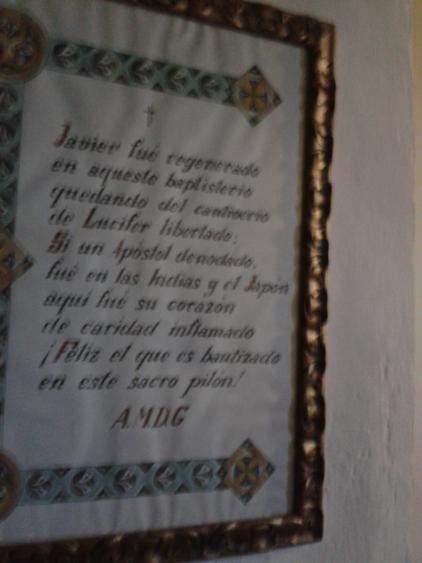 Javier fué regenerado
en aqueste baptisterio
quedando del cautiverio
de Lucifer libertado;
Si un Apóstol denodado,
fué en las Indias y el Japón
aquí fué su corazón
de caridad inflamado
¡Feliz el que es bautizado
en este sacro pilón!
A.M.D.G